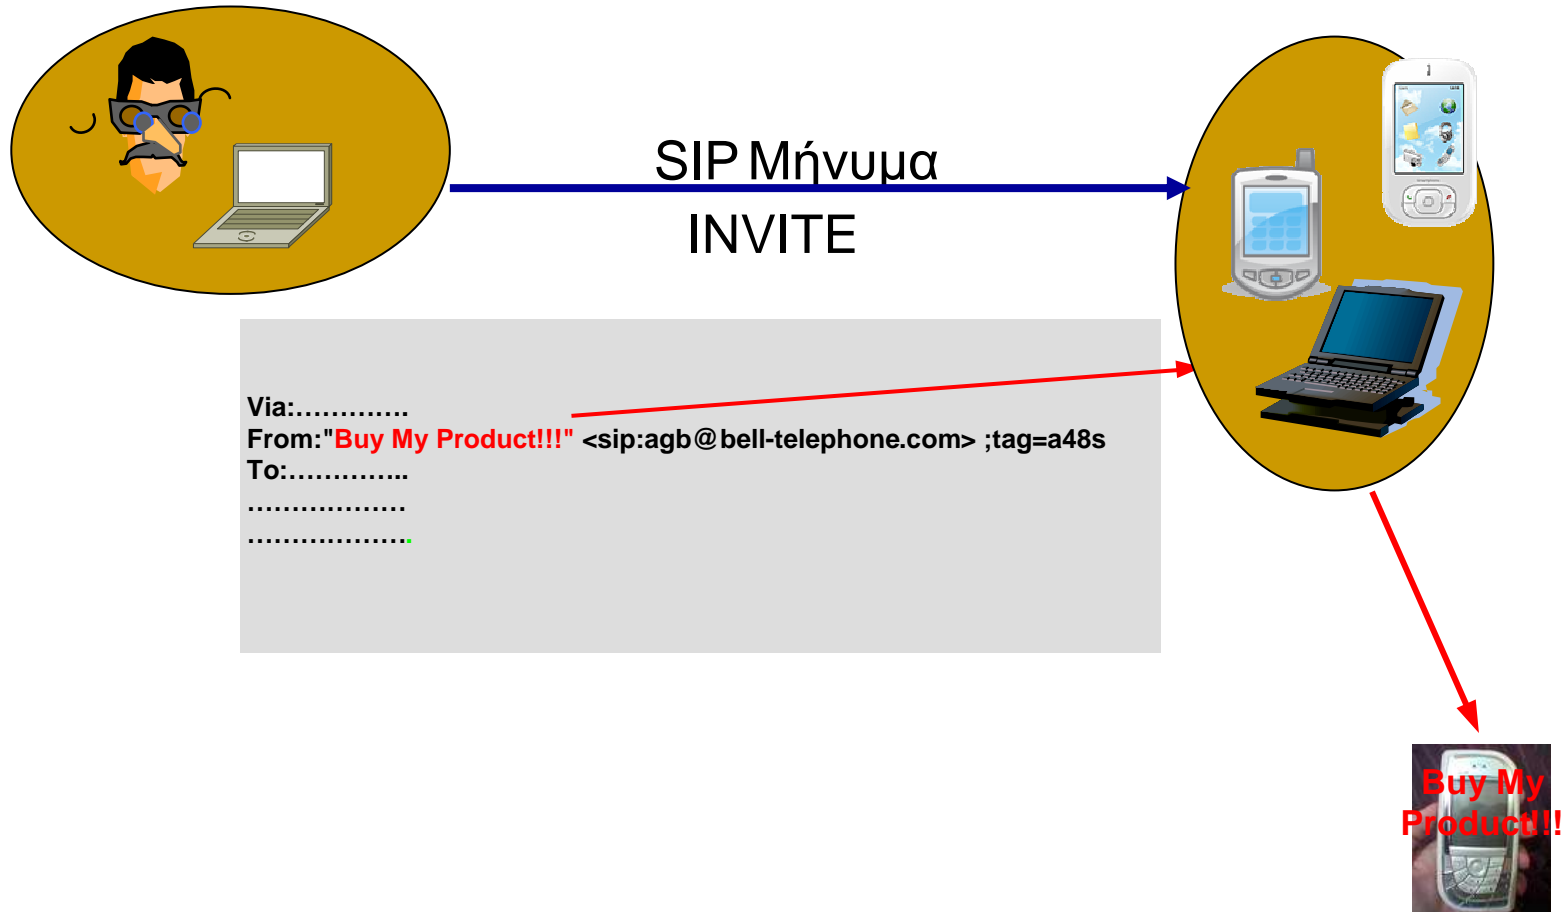 SIP Μήνυμα
INVITE
Via:………….
From:"Buy My Product!!!" <sip:agb@bell-telephone.com> ;tag=a48s
To:…………..
………………
……………….
Buy My
Product!!!